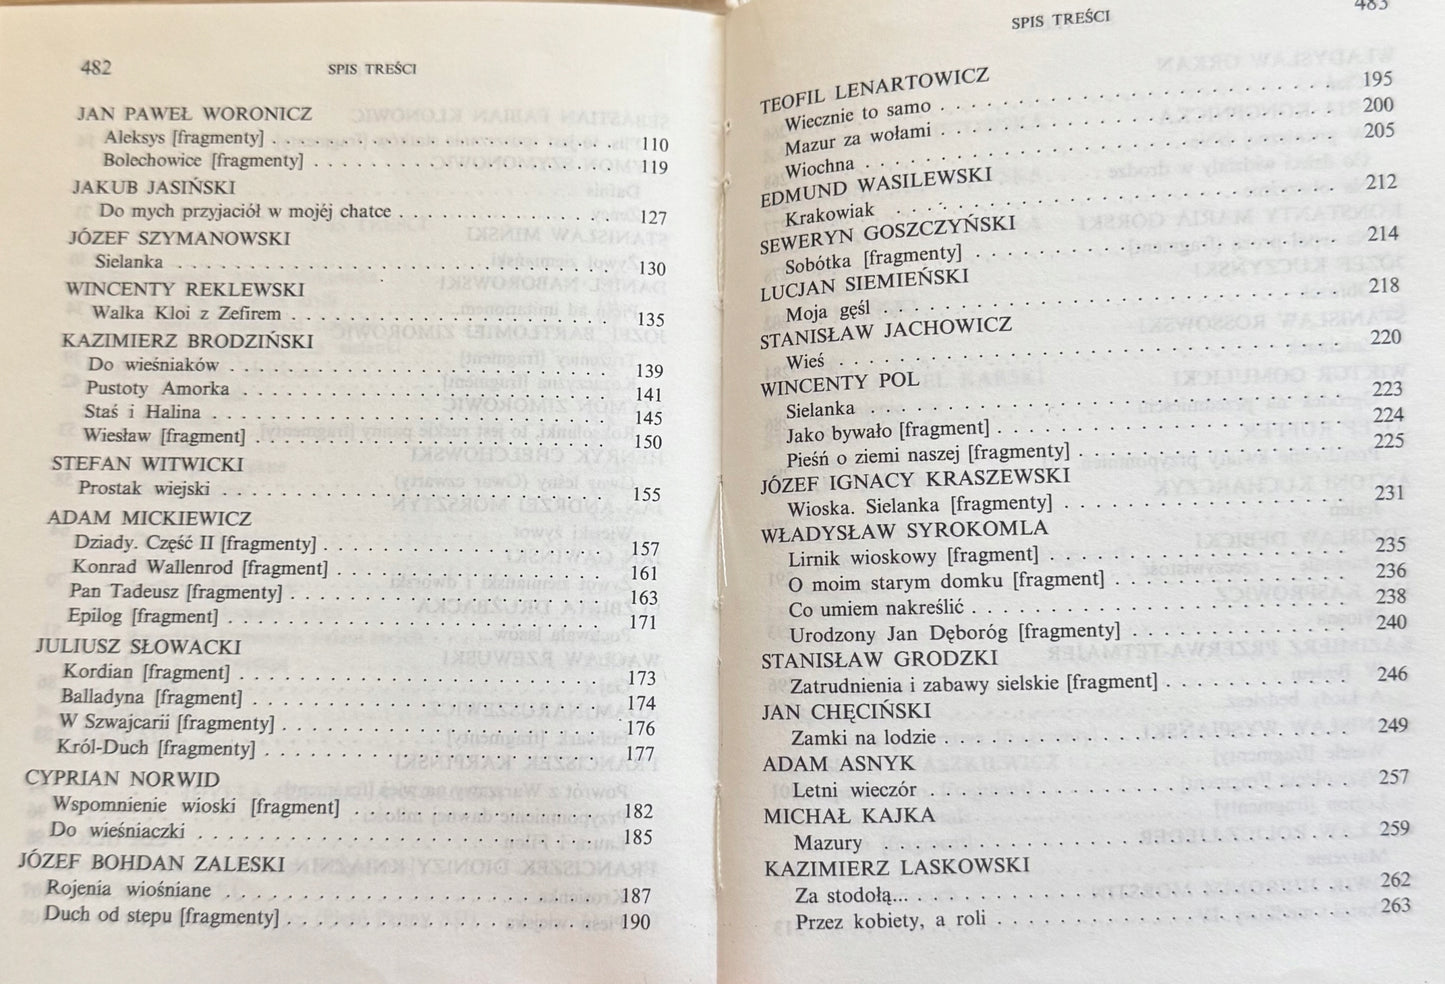 482
SPIS TREŚCI
JAN PAWEŁ WORONICZ
Aleksys [fragmenty] 110
Bolechowice [fragmenty] 119
JAKUB JASIŃSKI
Do mych przyjaciół w mojéj chatce 127
JÓZEF SZYMANOWSKI
Sielanka 130
WINCENTY REKLEWSKI
Walka Kloi z Zefirem 135
KAZIMIERZ BRODZIŃSKI
Do wieśniaków 139
Pustoty Amorka 141
Staś i Halina 145
Wiesław [fragment] 150
STEFAN WITWICKI
Prostak wiejski 155
ADAM MICKIEWICZ
Dziady. Część II [fragmenty] 157
Konrad Wallenrod [fragment] 161
Pan Tadeusz [fragmenty] 163
Epilog [fragment] 171
JULIUSZ SŁOWACKI
Kordian [fragment] 173
Balladyna [fragment] 174
W Szwajcarii [fragmenty] 176
Król-Duch [fragmenty] 177
CYPRIAN NORWID
Wspomnienie wioski [fragment] 182
Do wieśniaczki 185
JÓZEF BOHDAN ZALESKI
Rojenia wiośniane 187
Duch od stepu [fragmenty] 190
SPIS TREŚCI
483
TEOFIL LENARTOWICZ
Wiecznie to samo 195
Mazur za wołami 200
Wiochna 205
EDMUND WASILEWSKI
Krakowiak 212
SEWERYN GOSZCZYŃSKI
Sobótka [fragmenty] 214
LUCJAN SIEMIEŃSKI
Moja gęśl 218
STANISŁAW JACHOWICZ
Wieś 220
WINCENTY POL
Sielanka 223
Jako bywało [fragment] 224
Pieśń o ziemi naszej [fragmenty] 225
JÓZEF IGNACY KRASZEWSKI
Wioska. Sielanka [fragmenty] 231
WŁADYSŁAW SYROKOMLA
Lirnik wioskowy [fragment] 235
O moim starym domku [fragment] 236
Co umiem nakreślić 238
Urodzony Jan Dęboróg [fragmenty] 240
STANISŁAW GRODZKI
Zatrudnienia i zabawy sielskie [fragment] 246
JAN CHĘCIŃSKI
Zamki na lodzie 249
ADAM ASNYK
Letni wieczór 257
MICHAŁ KAJKA
Mazury 259
KAZIMIERZ LASKOWSKI
Za stodołą... 262
Przez kobiety, a roli 263